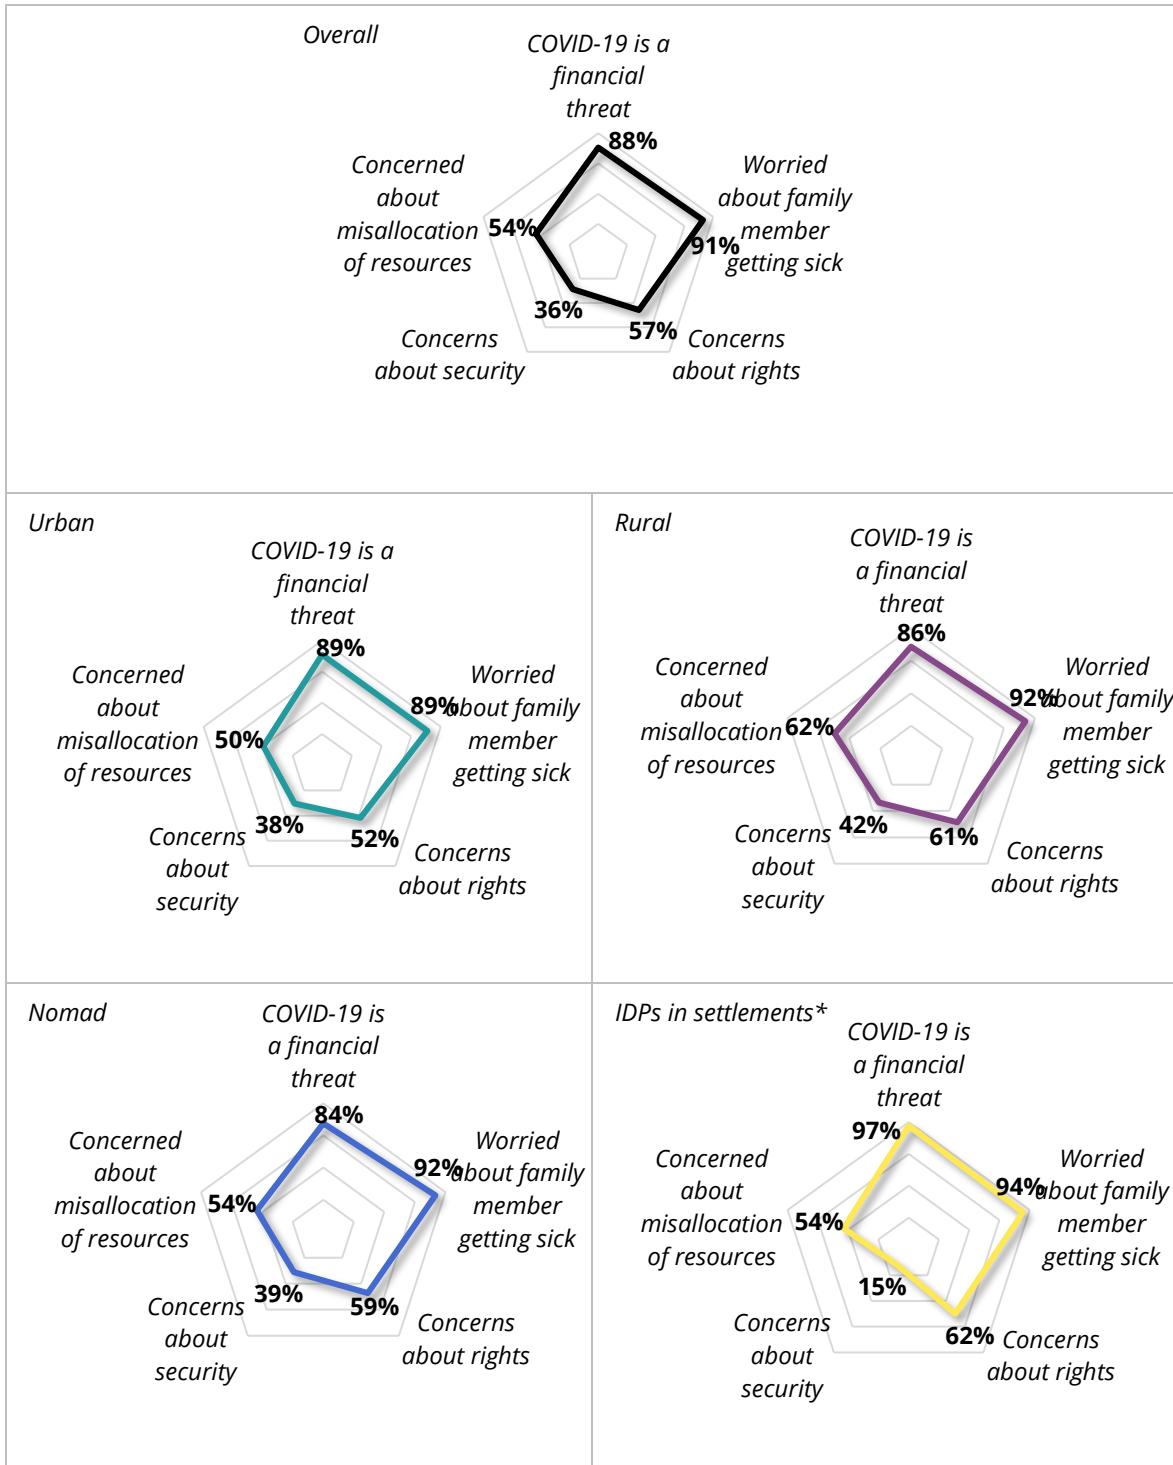 Overall
COVID-19 is a
financial
threat
88%
Worried
about family
member
getting sick
91%
Concerns
about rights
57%
Concerns
about security
36%
Concerned
about
misallocation
of resources
54%
Urban
COVID-19 is a
financial
threat
89%
Worried
about family
member
getting sick
89%
Concerns
about rights
52%
Concerns
about
security
38%
Concerned
about
misallocation
of resources
50%
Rural
COVID-19 is
a financial
threat
86%
Worried
about family
member
getting sick
92%
Concerns
about rights
61%
Concerns
about
security
42%
Concerned
about
misallocation
of resources
62%
Nomad
COVID-19 is
a financial
threat
84%
Worried
about family
member
getting sick
92%
Concerns
about rights
59%
Concerns
about
security
39%
Concerned
about
misallocation
of resources
54%
IDPs in settlements*
COVID-19 is
a financial
threat
97%
Worried
about family
member
getting sick
94%
Concerns
about rights
62%
Concerns
about
security
15%
Concerned
about
misallocation
of resources
54%